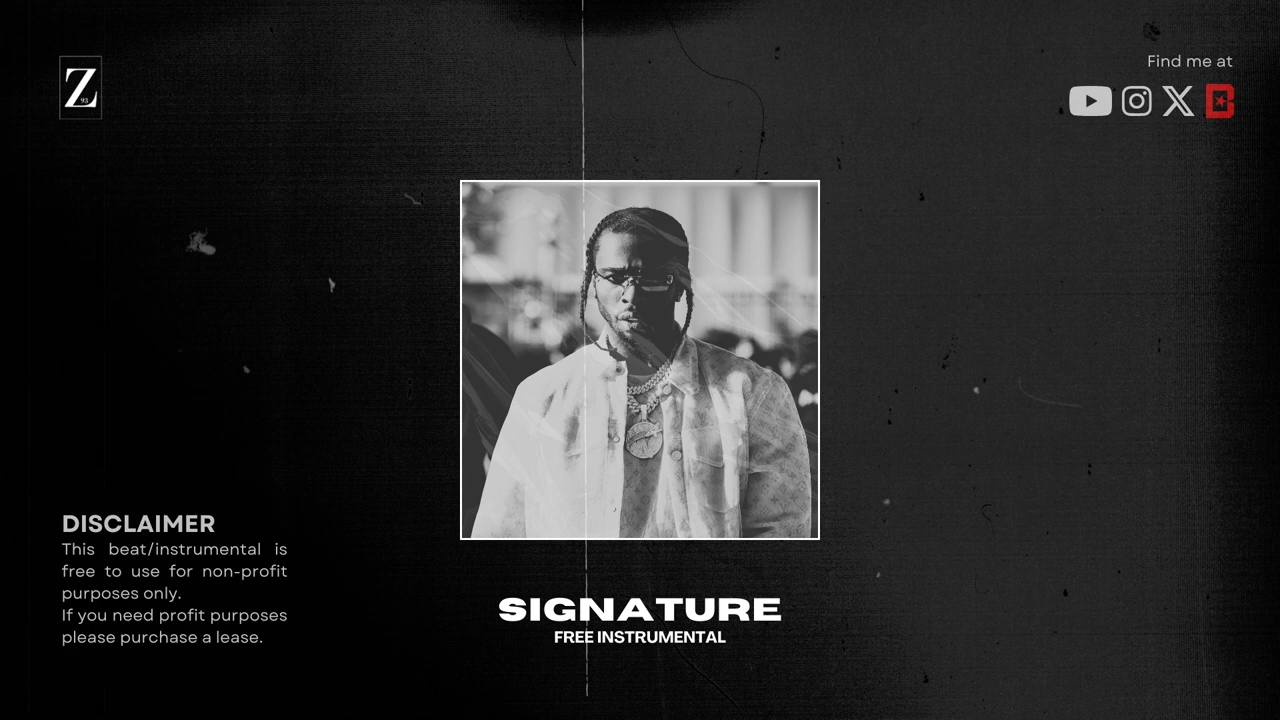 Z
93
Find me at
DISCLAIMER
This beat/instrumental is
free to use for non-profit
purposes only.
If you need profit purposes
please purchase a lease.
SIGNATURE
FREE INSTRUMENTAL